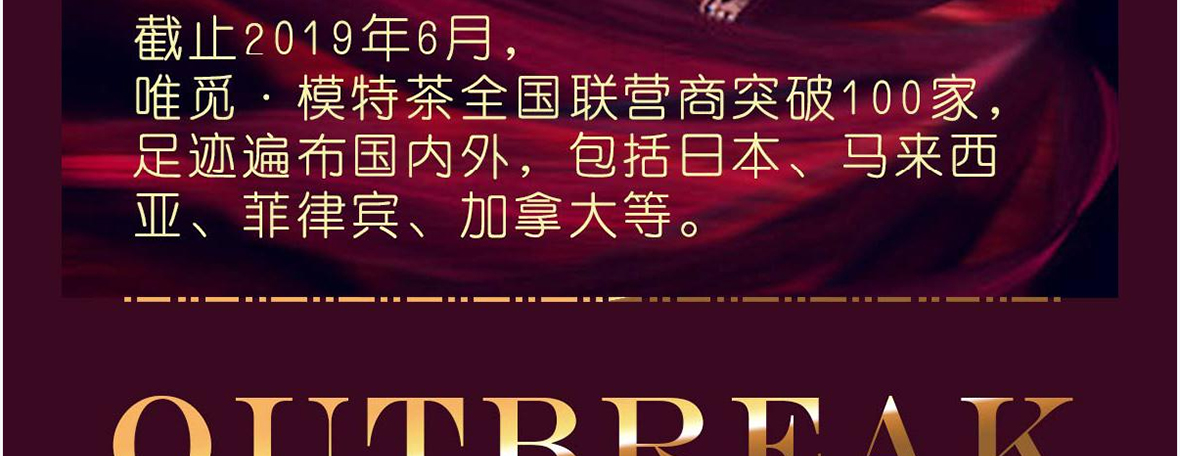 截止2019年6月，
唯觅·模特茶全国联营商突破100家，
足迹遍布国内外，包括日本、马来西
亚、菲律宾、加拿大等。
OUTBREAK